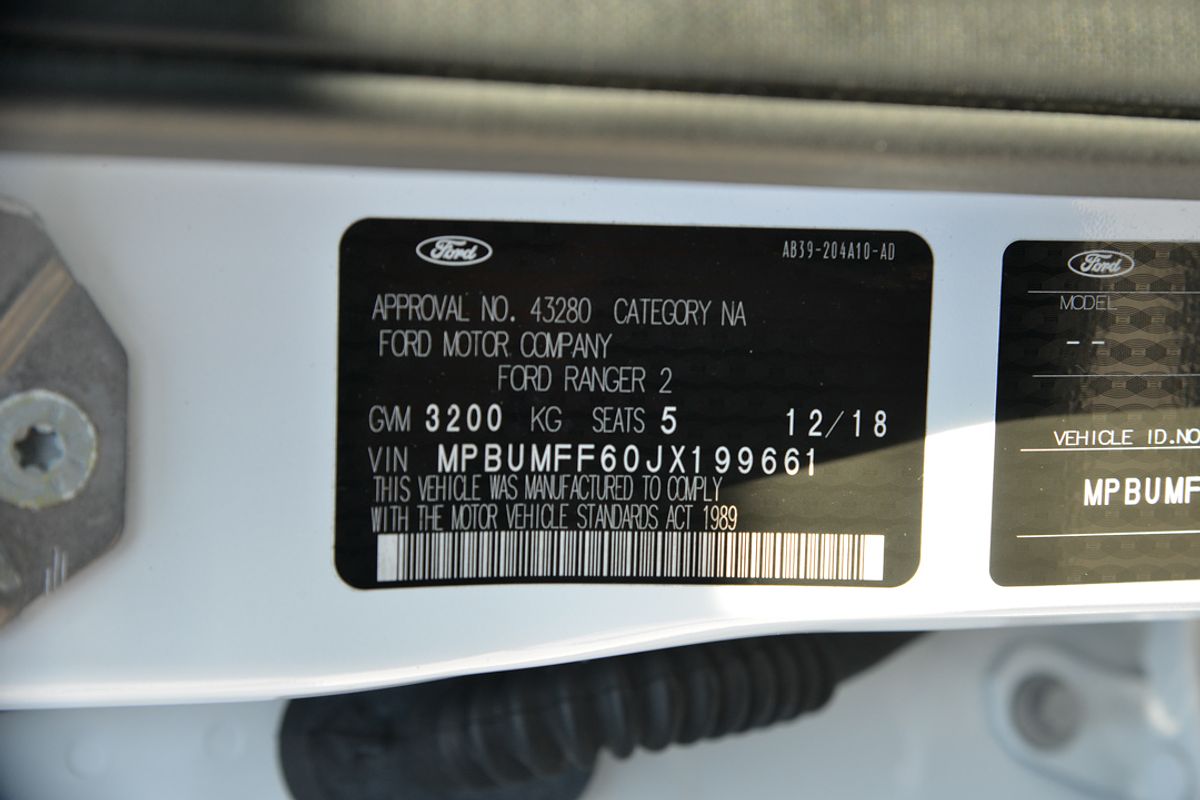 Ford
AB39-204A10-AD
APPROVAL NO. 43280 CATEGORY NA
FORD MOTOR COMPANY
FORD RANGER 2
GVM 3200 KG SEATS 5 12/18
VIN MPBUMFF60JX199661
THIS VEHICLE WAS MANUFACTURED TO COMPLY
WITH THE MOTOR VEHICLE STANDARDS ACT 1989
Ford
MODEL
--
VEHICLE ID.NO
MPBUMF